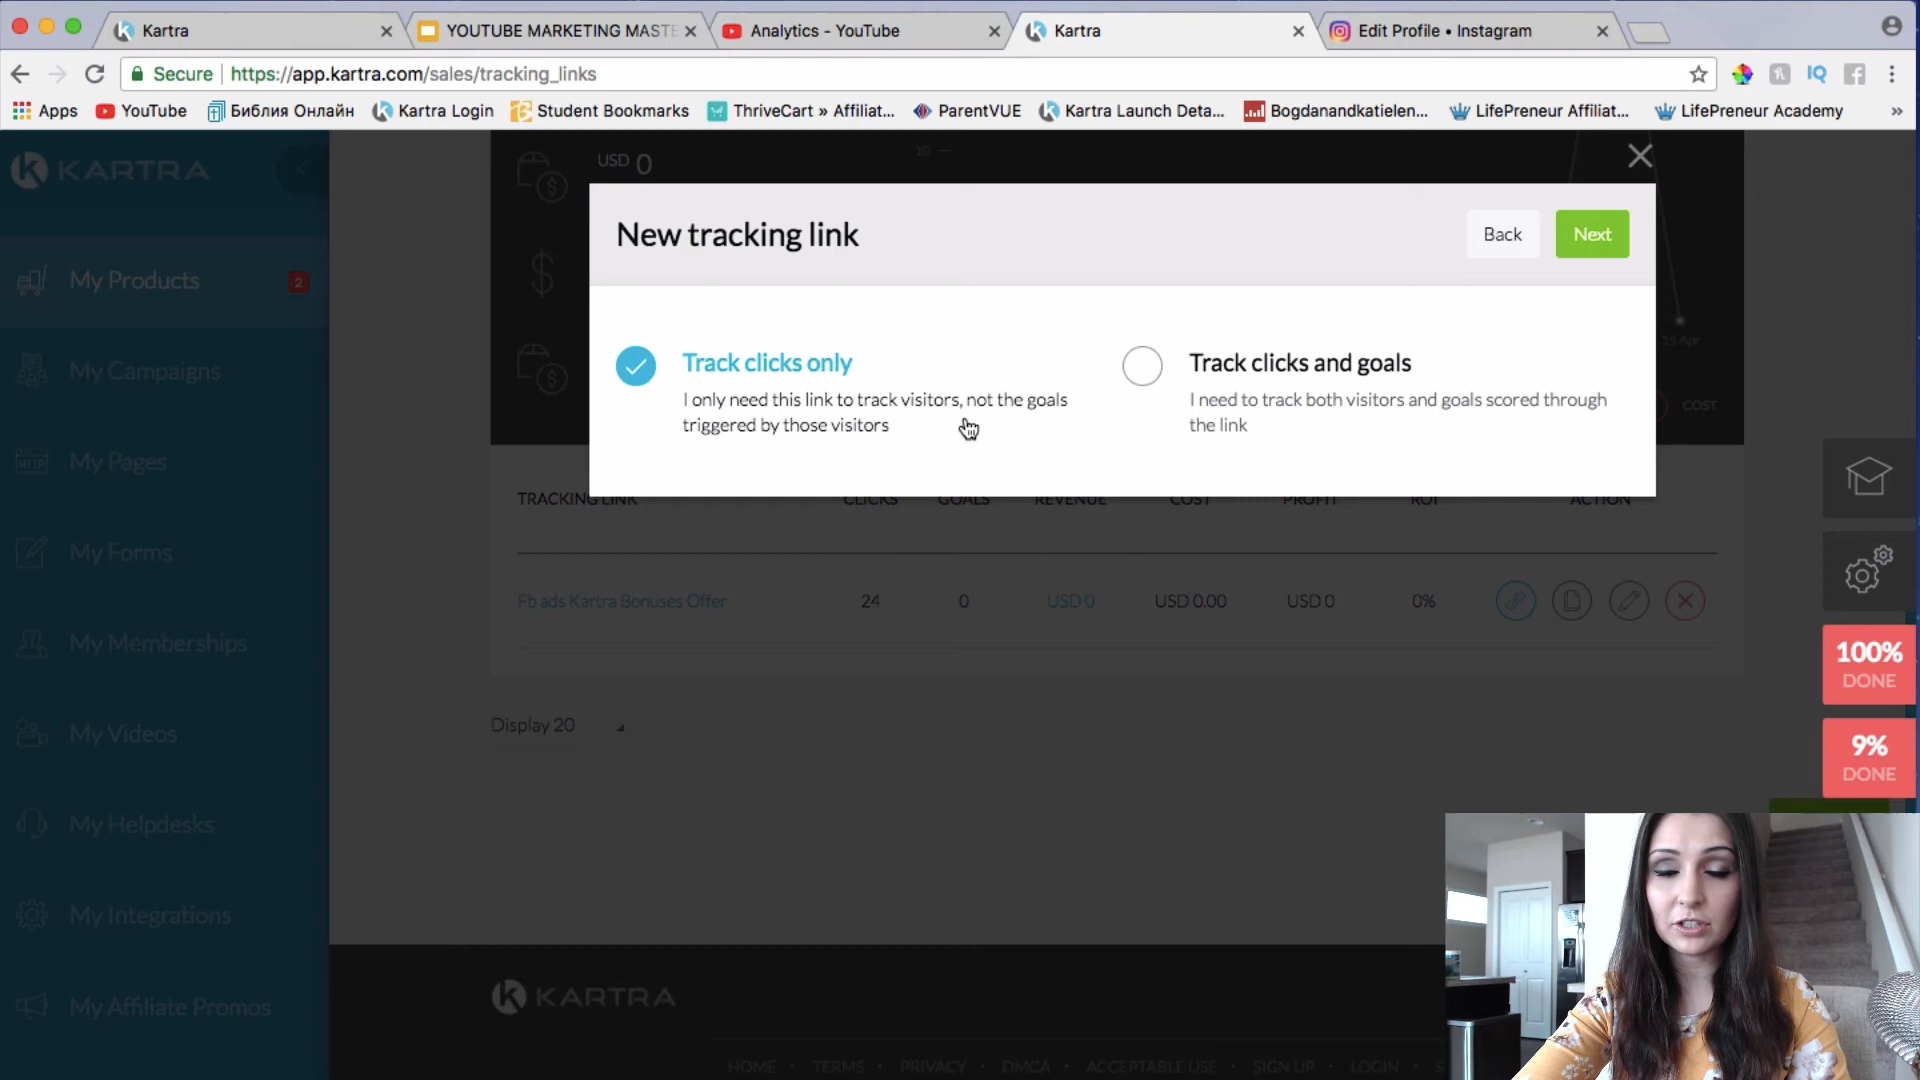 Kartra
YOUTUBE MARKETING MASTE
Analytics - YouTube
Kartra
Edit Profile • Instagram
Secure
https://app.kartra.com/sales/tracking_links
IQ
Apps
YouTube
Библия Онлайн
Kartra Login
Student Bookmarks
ThriveCart » Affiliat...
ParentVUE
Kartra Launch Deta...
Bogdanandkatielen...
LifePreneur Affiliat...
LifePreneur Academy
»
KARTRA
USD 0
10
New tracking link
Back
Next
My Products
2
My Campaigns
My Pages
HTTP
My Forms
My Memberships
My Videos
My Helpdesks
My Integrations
My Affiliate Promos
Track clicks only
I only need this link to track visitors, not the goals
triggered by those visitors
Track clicks and goals
I need to track both visitors and goals scored through
the link
15 Apr
COST
TRACKING LINK CLICKS GOALS REVENUE COST PROFIT ROI ACTION
Fb ads Kartra Bonuses Offer 24 0 USD 0 USD 0.00 USD 0 0%
Display 20
100%
DONE
9%
DONE
KARTRA
HOME • TERMS • PRIVACY • DMCA • ACCEPTABLE USE • SIGN UP • LOGIN • S